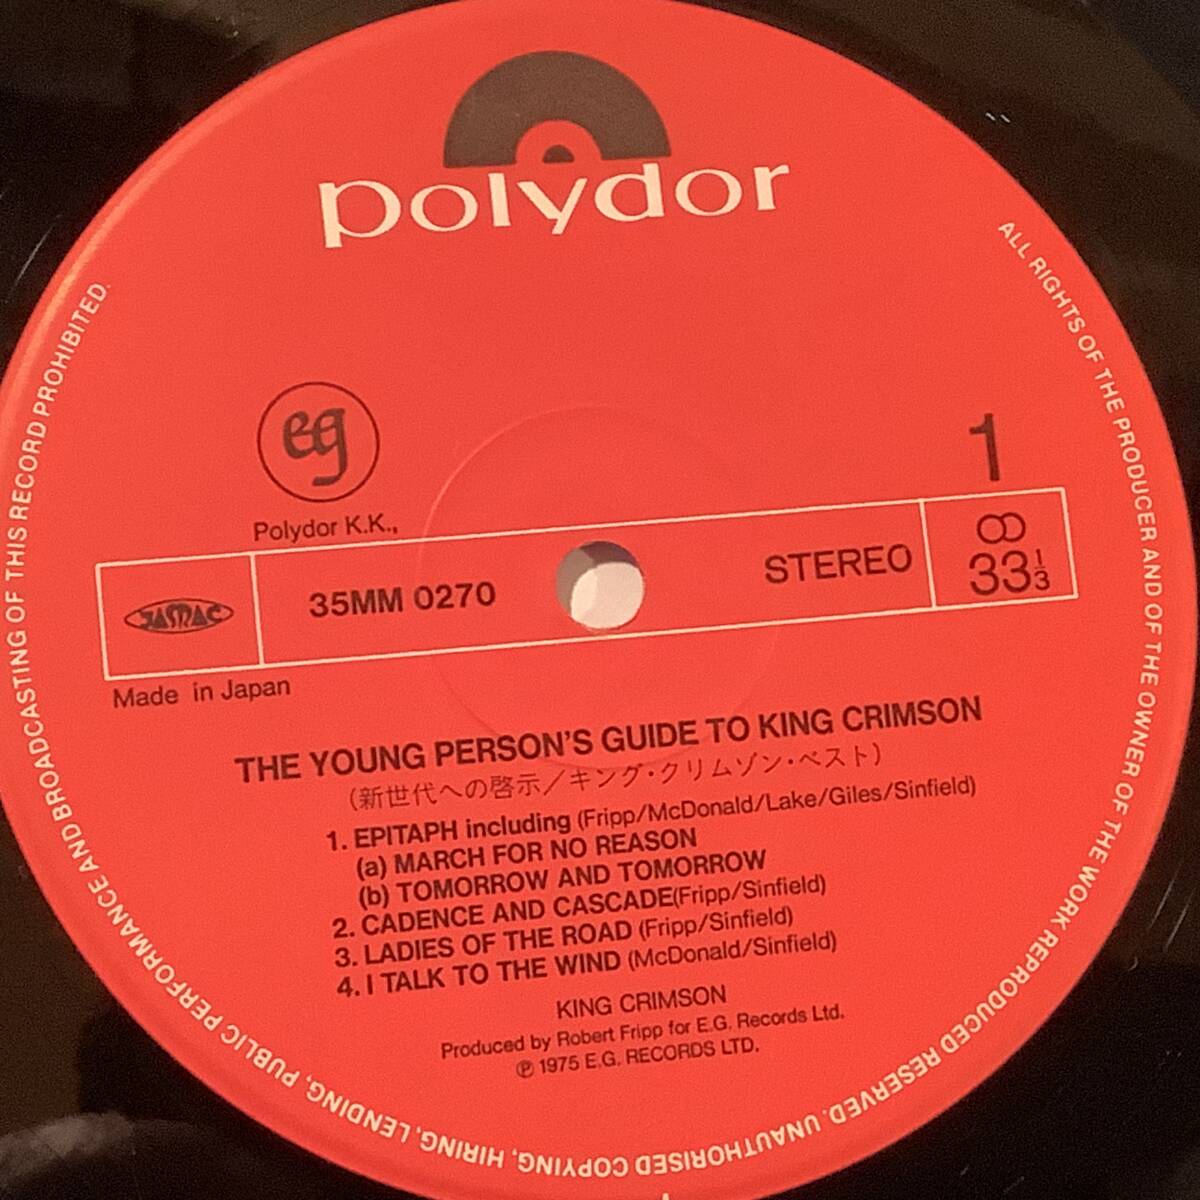 polydor
eg
Polydor K.K.,
1
JASRAC
35MM 0270
STEREO
33 1/3
Made in Japan
THE YOUNG PERSON'S GUIDE TO KING CRIMSON
(新世代への啓示/キング・クリムゾン・ベスト)
1. EPITAPH including (Fripp/McDonald/Lake/Giles/Sinfield)
(a) MARCH FOR NO REASON
(b) TOMORROW AND TOMORROW
2. CADENCE AND CASCADE(Fripp/Sinfield)
3. LADIES OF THE ROAD (Fripp/Sinfield)
4. I TALK TO THE WIND (McDonald/Sinfield)
KING CRIMSON
Produced by Robert Fripp for E.G. Records Ltd.
℗ 1975 E.G. RECORDS LTD.
ALL RIGHTS OF THE PRODUCER AND OF THE OWNER OF THE WORK REPRODUCED RESERVED. UNAUTHORISED COPYING, HIRING, LENDING, PUBLIC PERFORMANCE AND BROADCASTING OF THIS RECORD PROHIBITED.